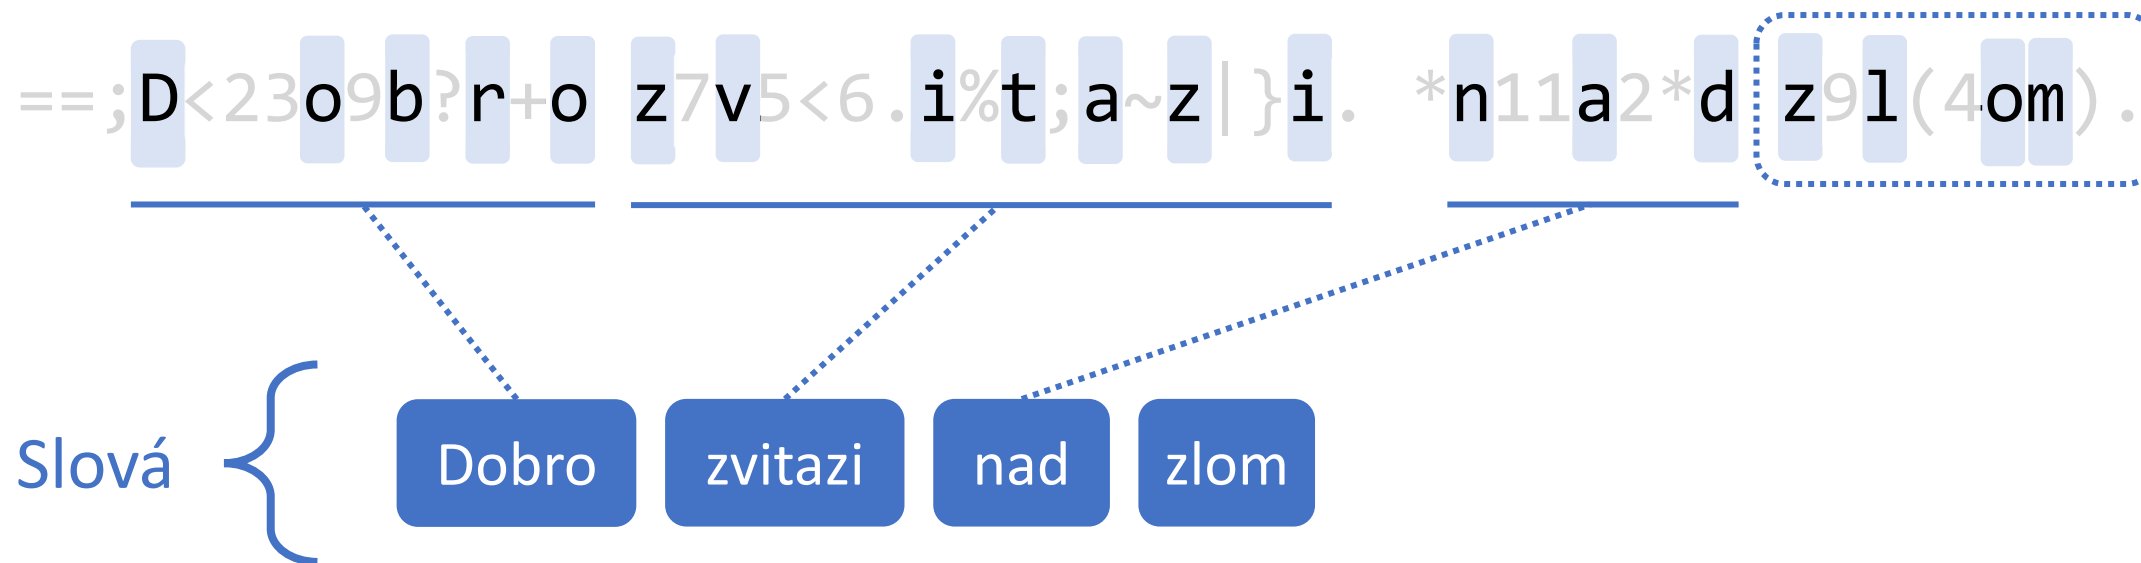 ==;D<23o9b?r+o z7v5<6.i%t;a~z|}i. *n11a2*d z9l(4om).
Slová Dobro zvitazi nad zlom